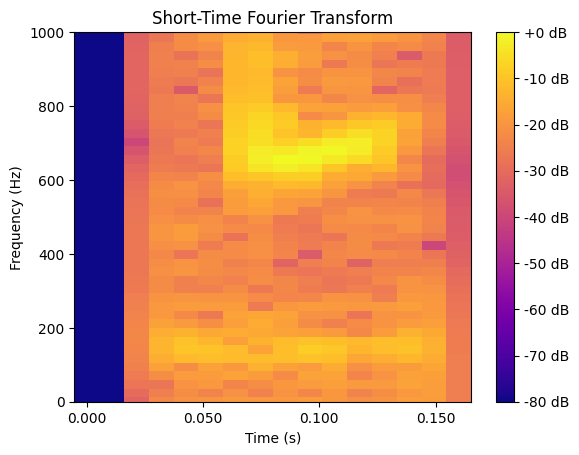 Short-Time Fourier Transform
1000
800
600
400
200
0
Frequency (Hz)
0.000
0.050
0.100
0.150
Time (s)
+0 dB
-10 dB
-20 dB
-30 dB
-40 dB
-50 dB
-60 dB
-70 dB
-80 dB